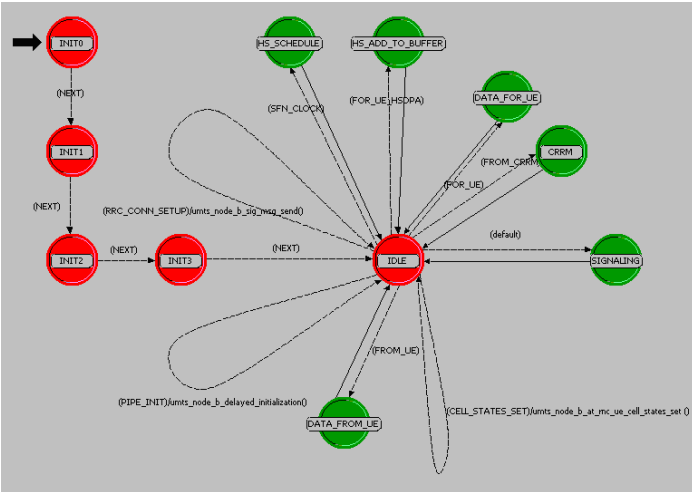 INIT0
HS_SCHEDULE
HS_ADD_TO_BUFFER
(NEXT)
DATA_FOR_UE
(SFN_CLOCK)
(FOR_UE_HSDPA)
INIT1
CRRM
(FROM_CRRM)
(FOR_UE)
(NEXT)
(RRC_CONN_SETUP)/umts_node_b_sig_msg_send()
(default)
(NEXT)
(NEXT)
INIT2
INIT3
IDLE
SIGNALING
(FROM_UE)
(PIPE_INIT)/umts_node_b_delayed_initialization()
(CELL_STATES_SET)/umts_node_b_at_mc_ue_cell_states_set ()
DATA_FROM_UE